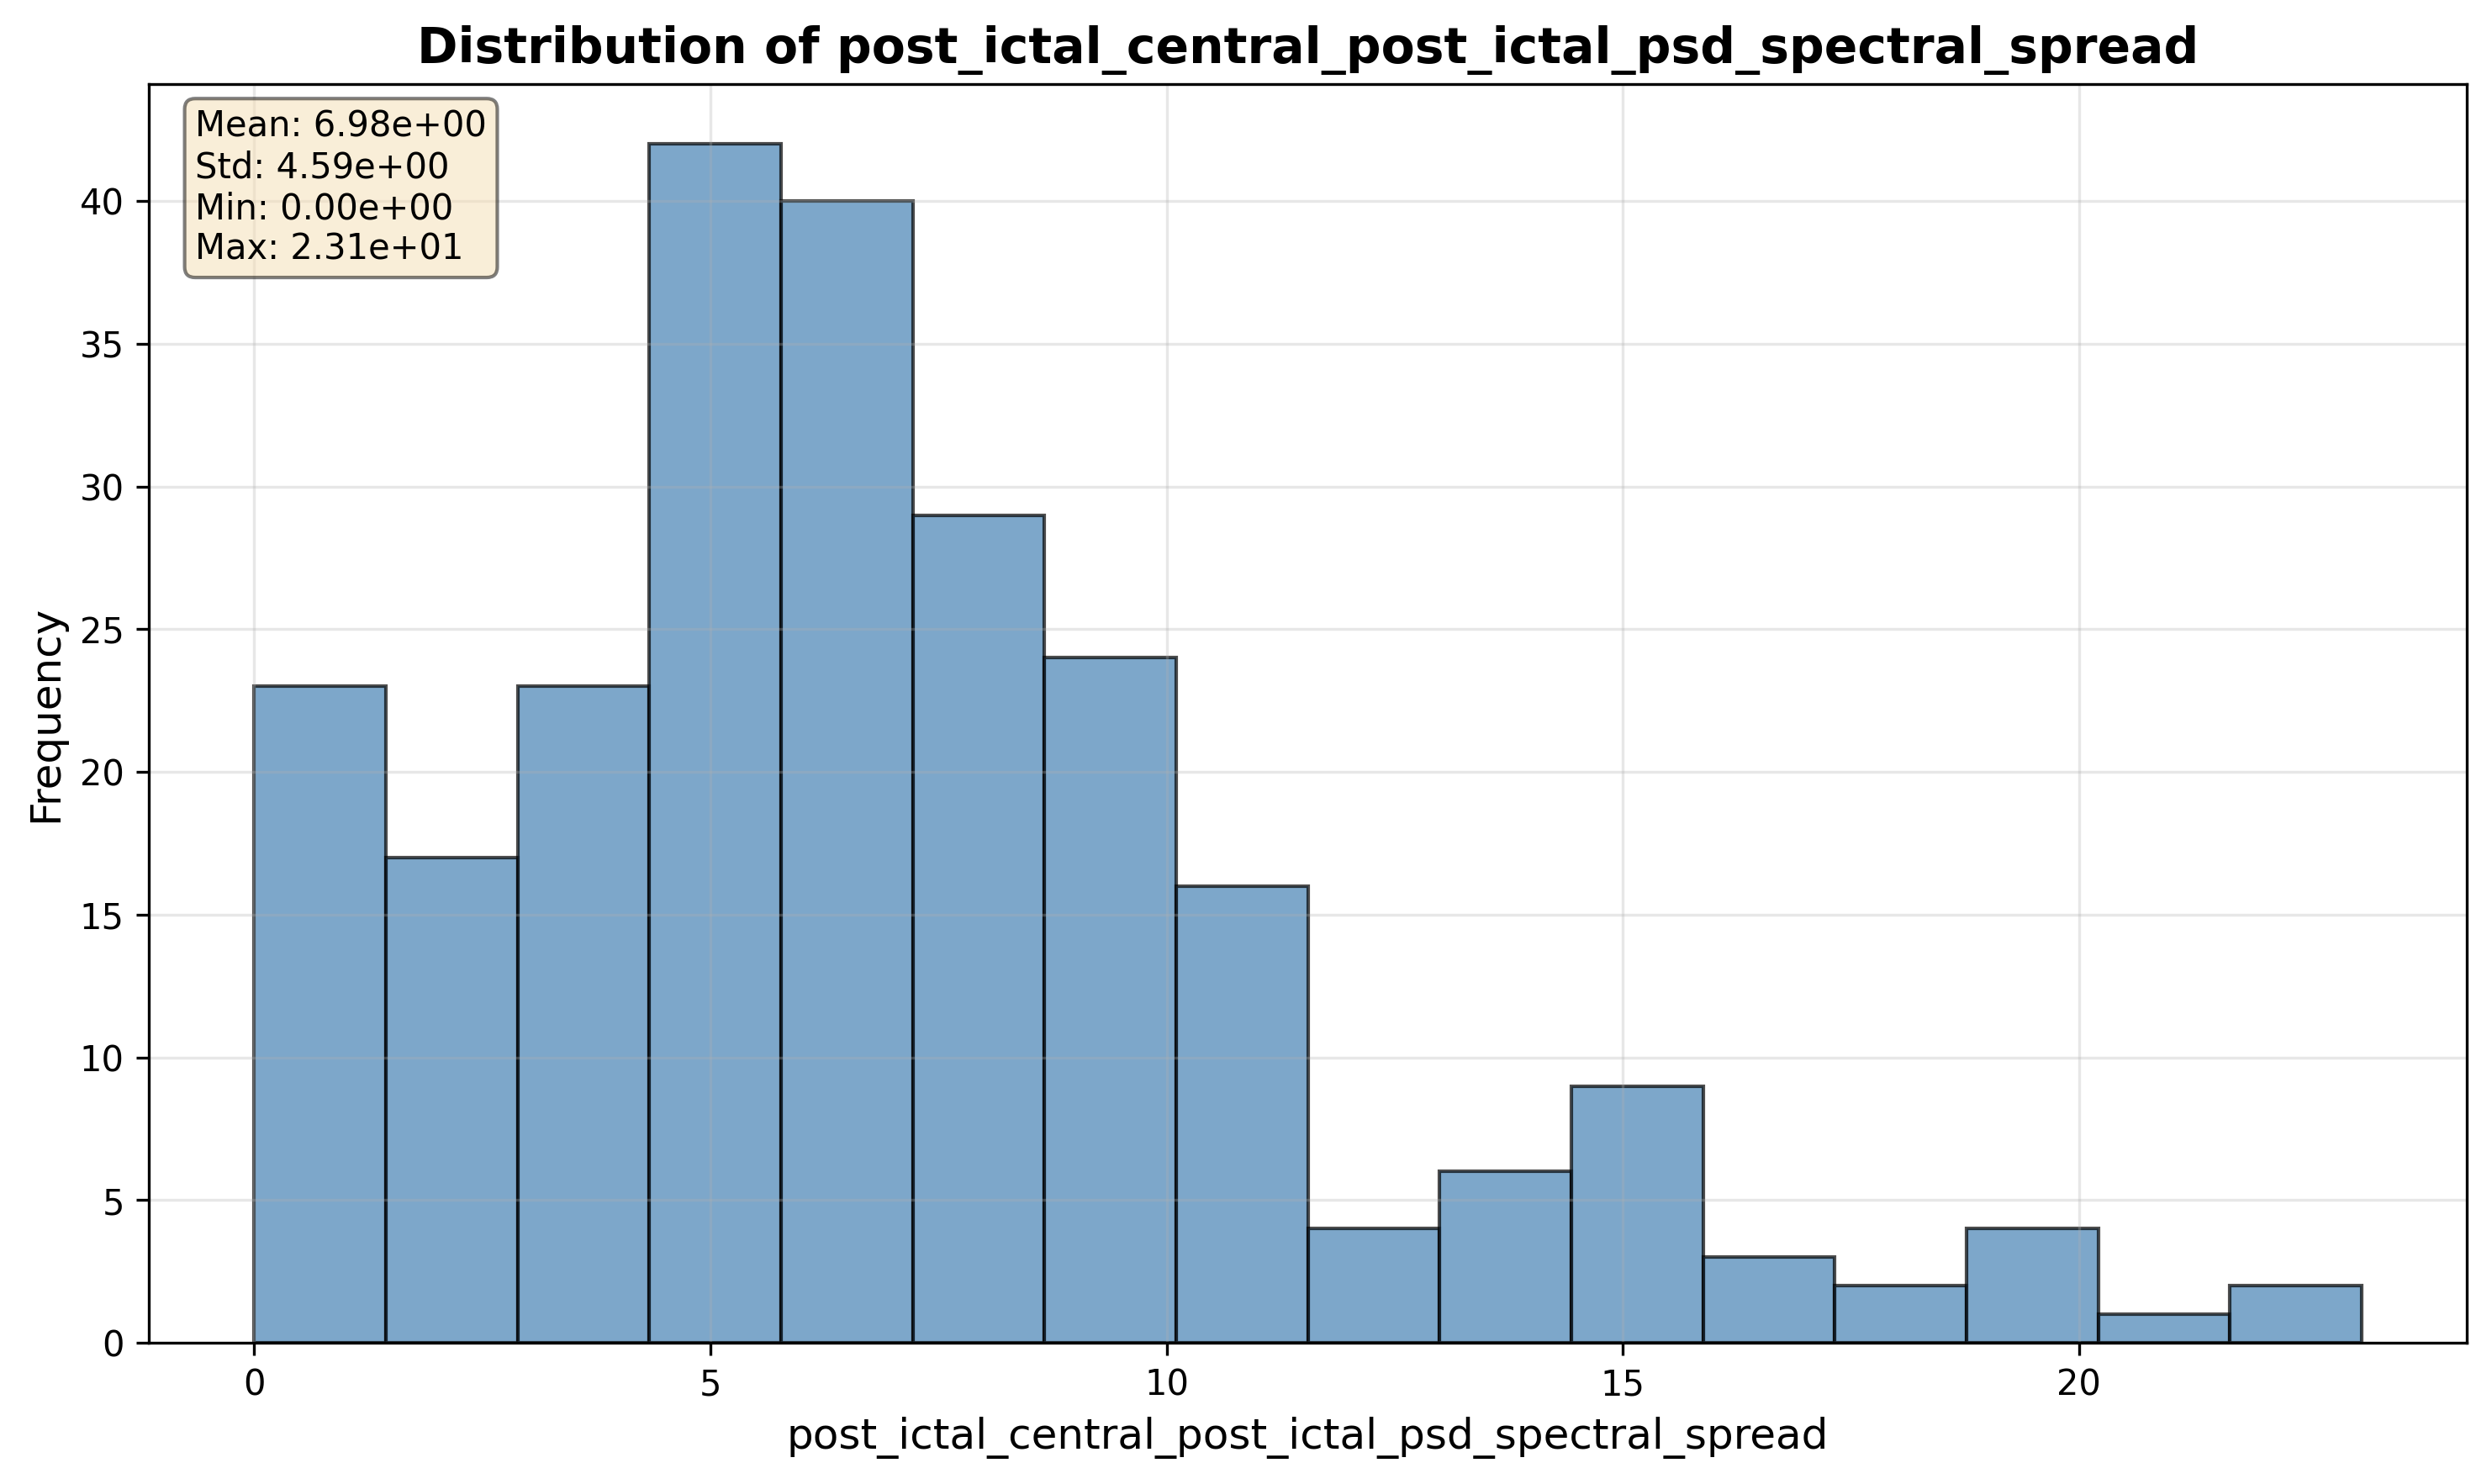 Distribution of post_ictal_central_post_ictal_psd_spectral_spread
Mean: 6.98e+00
Std: 4.59e+00
Min: 0.00e+00
Max: 2.31e+01
Frequency
40
35
30
25
20
15
10
5
0
0 5 10 15 20
post_ictal_central_post_ictal_psd_spectral_spread